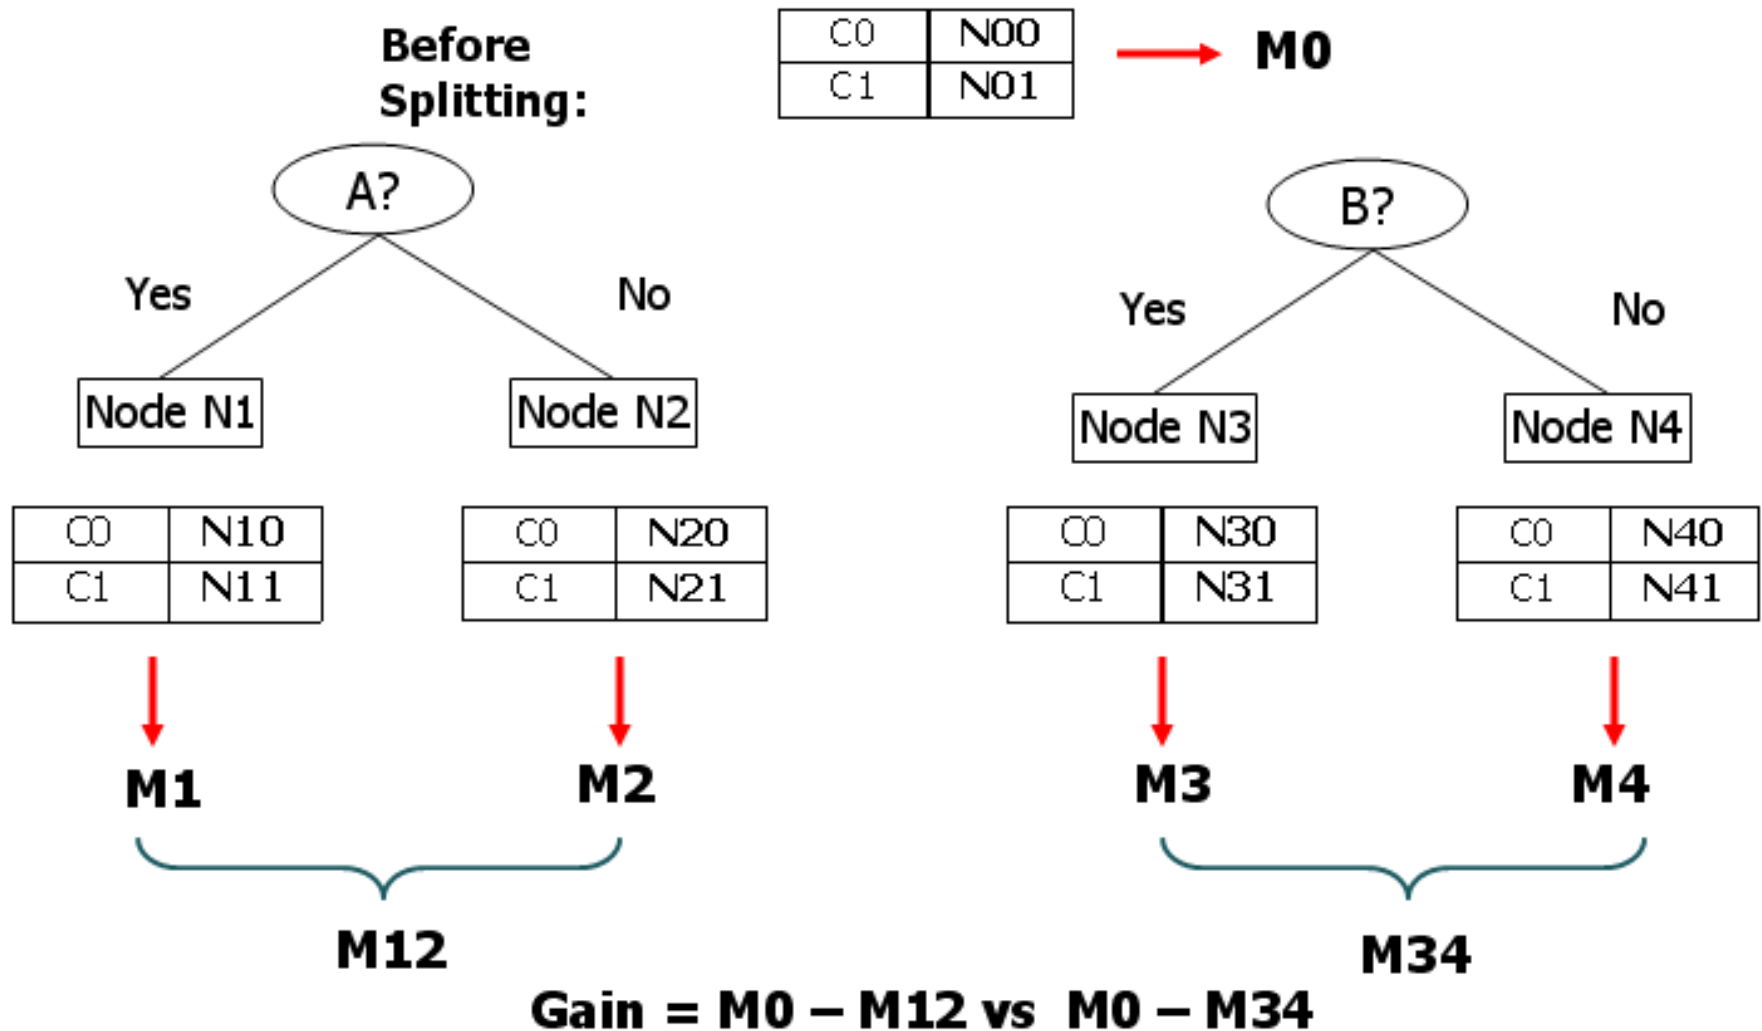 Before
Splitting:
C0 N00
C1 N01
M0
A?
Yes No
Node N1 Node N2
C0 N10
C1 N11
C0 N20
C1 N21
M1 M2
M12
B?
Yes No
Node N3 Node N4
C0 N30
C1 N31
C0 N40
C1 N41
M3 M4
M34
Gain = M0 – M12 vs M0 – M34